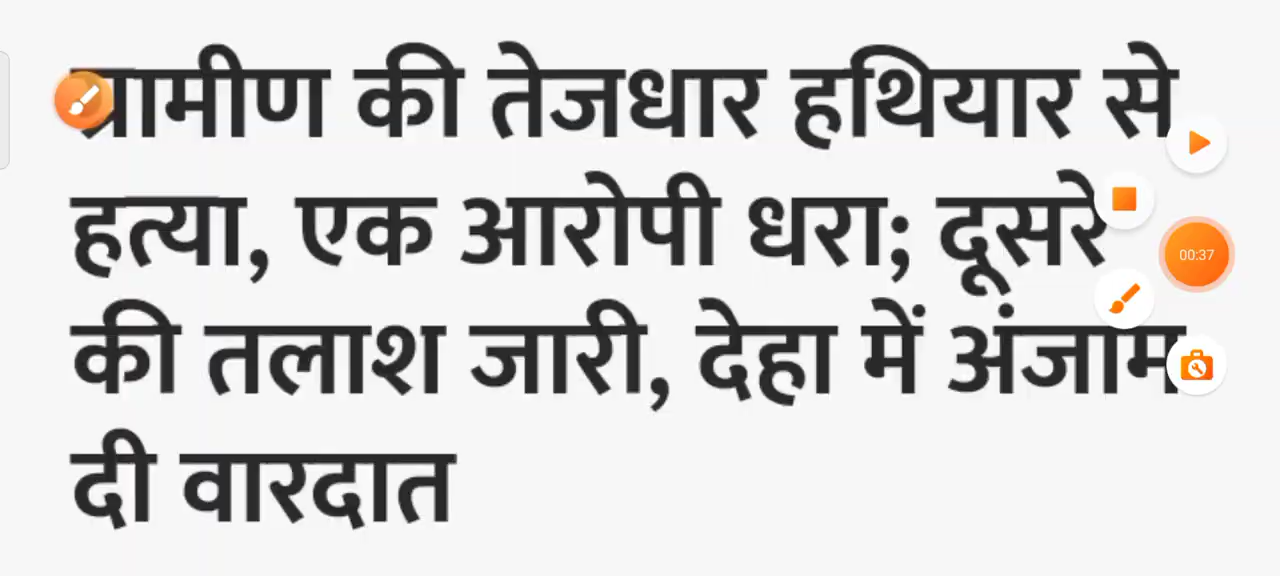 ग्रामीण की तेजधार हथियार से
हत्या, एक आरोपी धरा; दूसरे
00:37
की तलाश जारी, देहा में अंजाम
दी वारदात